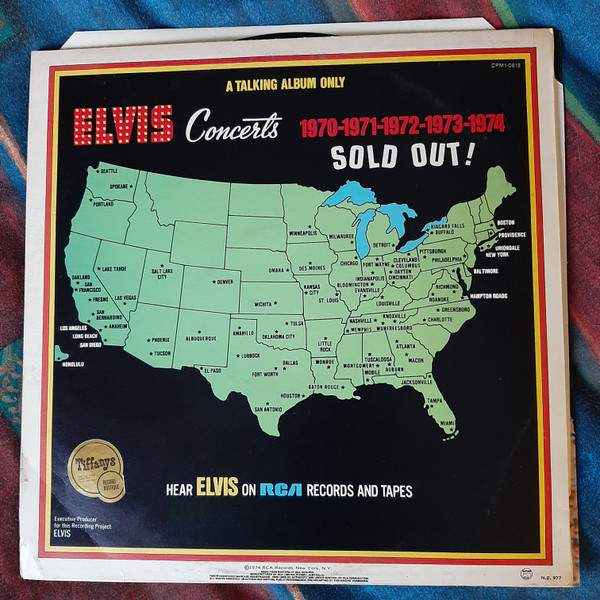 A TALKING ALBUM ONLY
CPM1-0818
ELVIS Concerts 1970-1971-1972-1973-1974
SOLD OUT!
SEATTLE
SPOKANE
PORTLAND
MINNEAPOLIS
MILWAUKEE
DETROIT
NIAGARA FALLS
BUFFALO
BOSTON
PROVIDENCE
UNIONDALE
NEW YORK
LAKE TAHOE
SALT LAKE
CITY
OAKLAND
SAN
FRANCISCO
FRESNO
LAS VEGAS
SAN
BERNARDINO
ANAHEIM
LOS ANGELES
LONG BEACH
SAN DIEGO
HONOLULU
DENVER
OMAHA
DES MOINES
CHICAGO
FORT WAYNE
CLEVELAND
COLUMBUS
DAYTON
CINCINNATI
PITTSBURGH
PHILADELPHIA
BALTIMORE
INDIANAPOLIS
BLOOMINGTON
EVANSVILLE
KANSAS
CITY
ST. LOUIS
WICHITA
LOUISVILLE
RICHMOND
ROANOKE
HAMPTON ROADS
GREENSBORO
CHARLOTTE
KNOXVILLE
NASHVILLE
MURFREESBORO
MEMPHIS
PHOENIX
TUCSON
ALBUQUERQUE
AMARILLO
TULSA
OKLAHOMA CITY
LITTLE
ROCK
LUBBOCK
DALLAS
FORT WORTH
EL PASO
MONROE
TUSCALOOSA
MONTGOMERY
AUBURN
MOBILE
ATLANTA
MACON
JACKSONVILLE
BATON ROUGE
HOUSTON
SAN ANTONIO
TAMPA
MIAMI
Tiffanys
RECORD
BOUTIQUE
HEAR ELVIS ON RCA RECORDS AND TAPES
Executive Producer
for this Recording Project:
ELVIS
©1974 RCA Records, New York, N.Y.
N.Z. 977